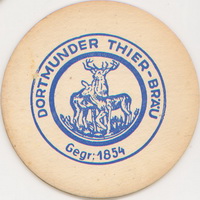 DORTMUNDER THIER-BRÄU
Gegr: 1854